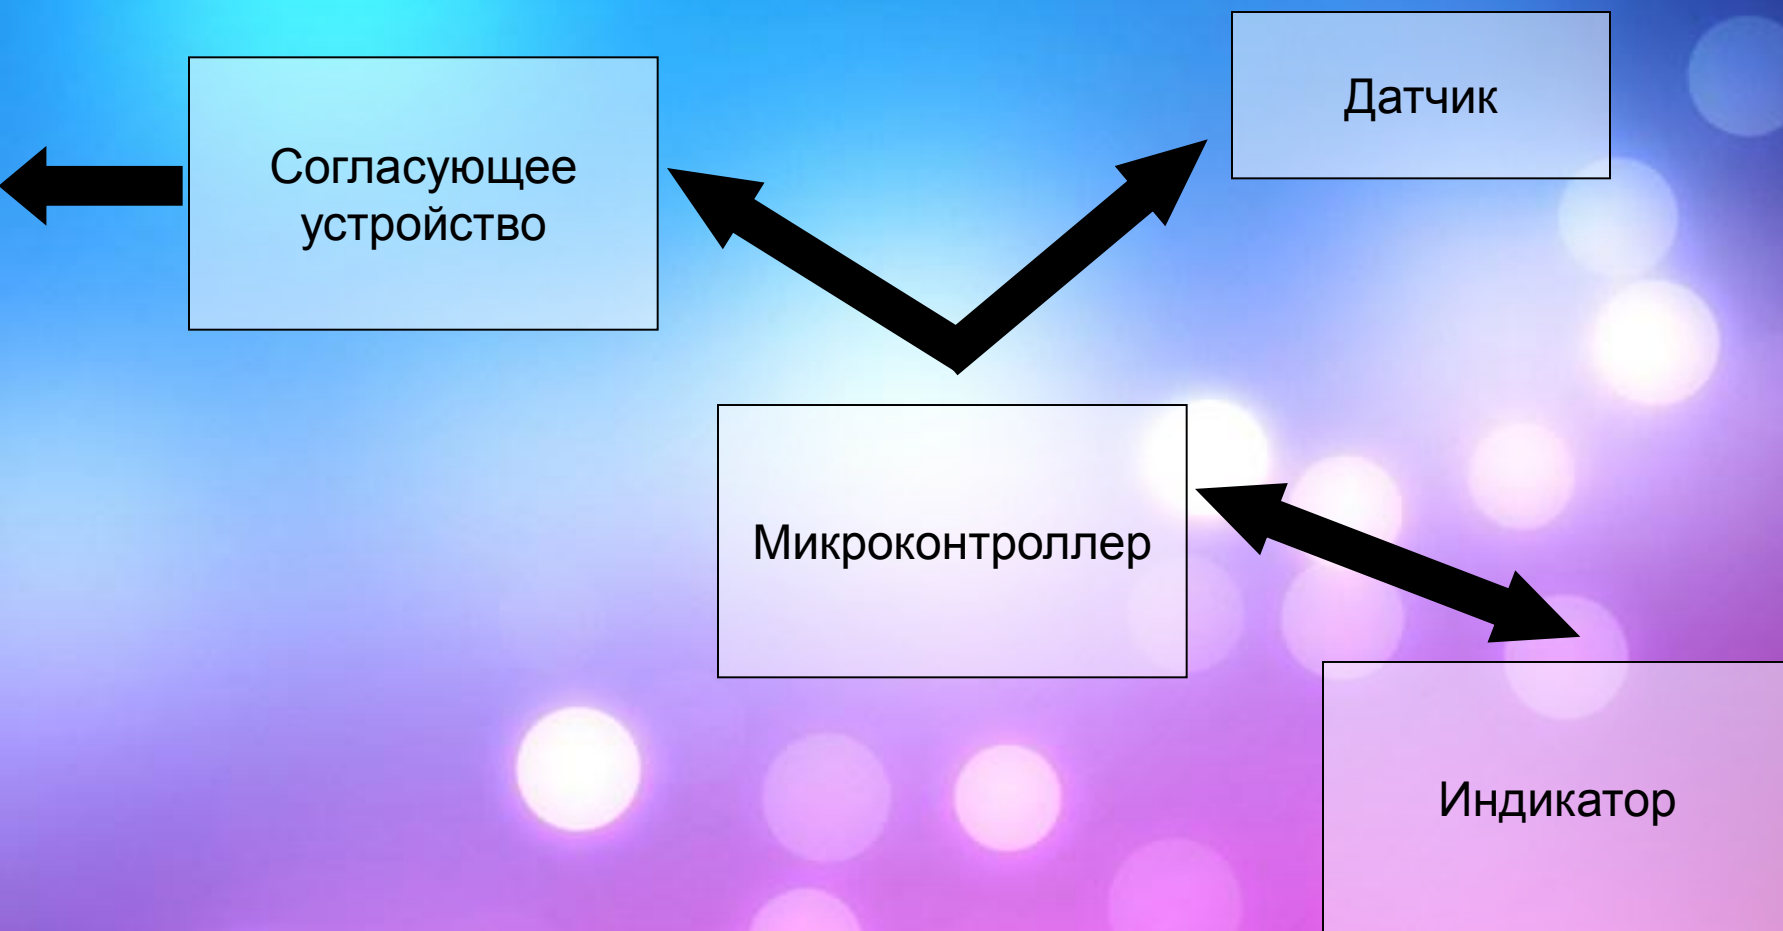 Датчик
Согласующее
устройство
Микроконтроллер
Индикатор